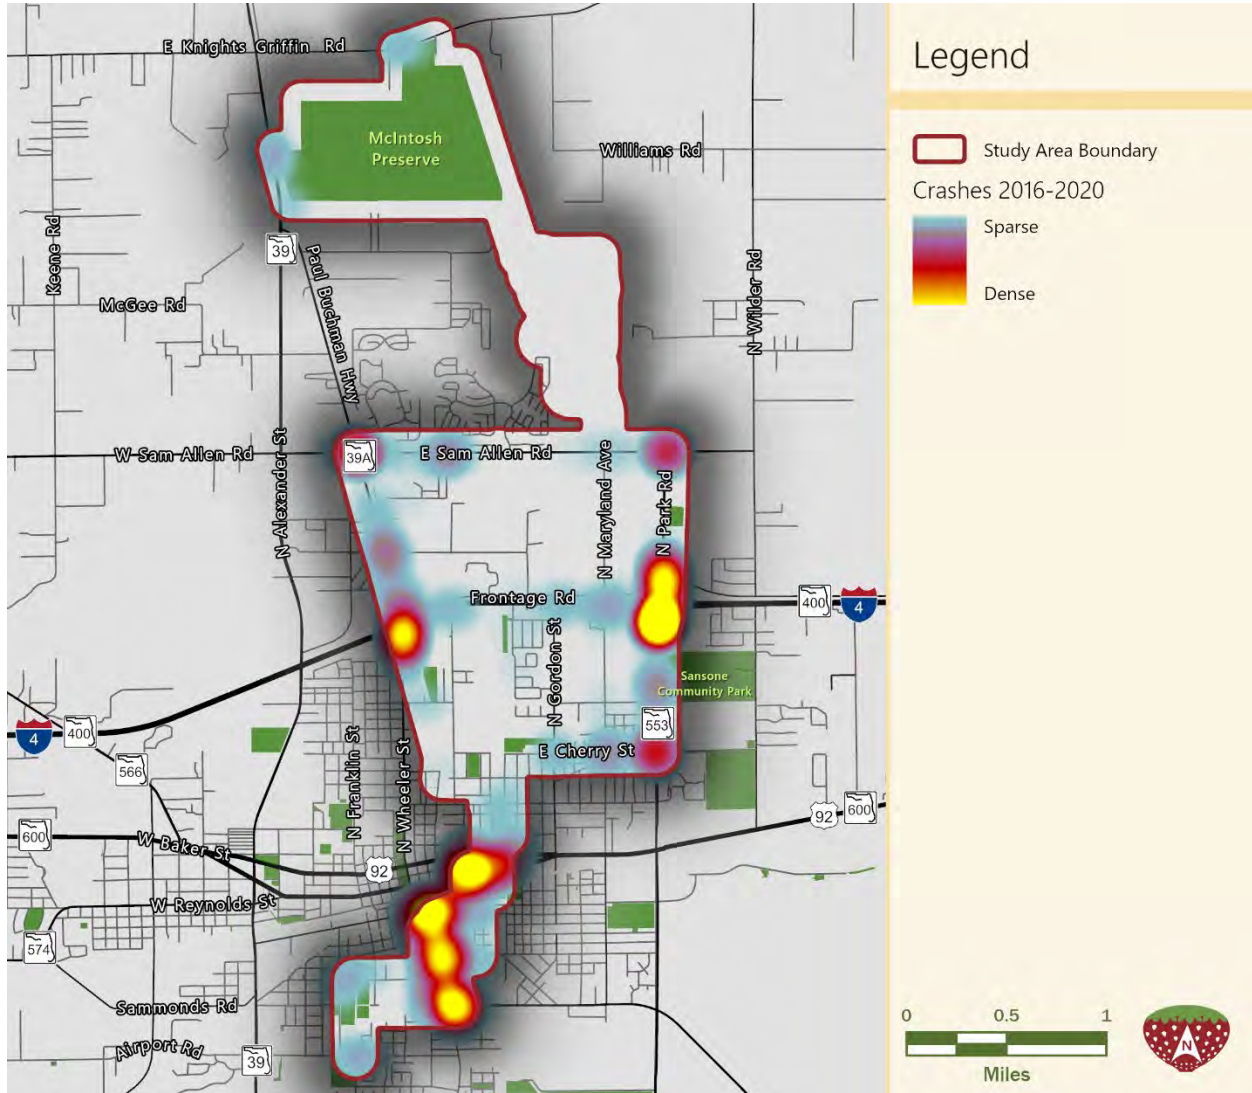 E Knights Griffin Rd
McIntosh
Preserve
Williams Rd
Keene Rd
39
Paul Buchman Hwy
N Wilder Rd
McGee Rd
W Sam Allen Rd
39A
E Sam Allen Rd
N Alexander St
N Maryland Ave
N Park Rd
Frontage Rd
400
4
N Gordon St
Sansone
Community Park
553
4
400
566
E Cherry St
N Franklin St
N Wheeler St
600
W Baker St
92
92
600
W Reynolds St
574
Sammonds Rd
Airport Rd
39
Legend
Study Area Boundary
Crashes 2016-2020
Sparse
Dense
0 0.5 1
Miles
N